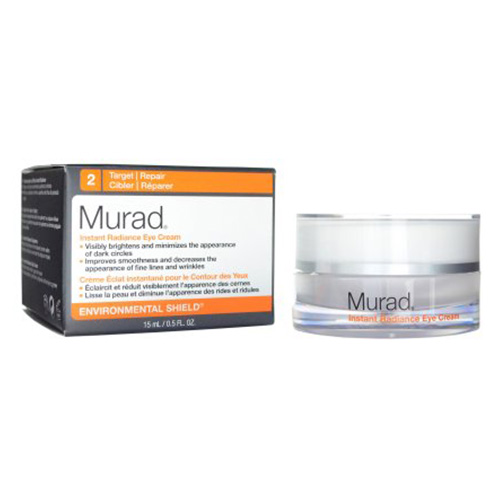 2
Target | Repair
Cibler | Réparer
Murad®
Instant Radiance Eye Cream
• Visibly brightens and minimizes the appearance
of dark circles
• Improves smoothness and decreases the
appearance of fine lines and wrinkles
Crème Éclat instantané pour le Contour des Yeux
• Éclaircit et réduit visiblement l'apparence des cernes
• Lisse la peau et diminue l'apparence des rides et ridules
ENVIRONMENTAL SHIELD®
15 mL / 0.5 FL. OZ.
Murad®
Instant Radiance Eye Cream